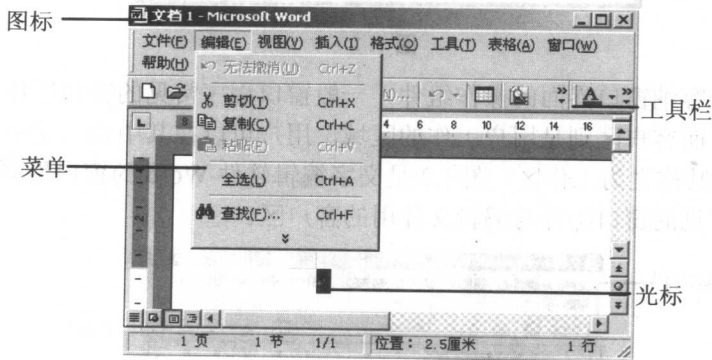 图标
文档 1 - Microsoft Word
文件(F) 编辑(E) 视图(V) 插入(I) 格式(O) 工具(T) 表格(A) 窗口(W)
帮助(H)
无法撤消(U) Ctrl+Z
剪切(T) Ctrl+X
复制(C) Ctrl+C
粘贴(P) Ctrl+V
全选(L) Ctrl+A
查找(F)... Ctrl+F
工具栏
4 6 8 10 12 14 16
菜单
光标
1 页 1 节 1/1 位置: 2.5厘米 1 行